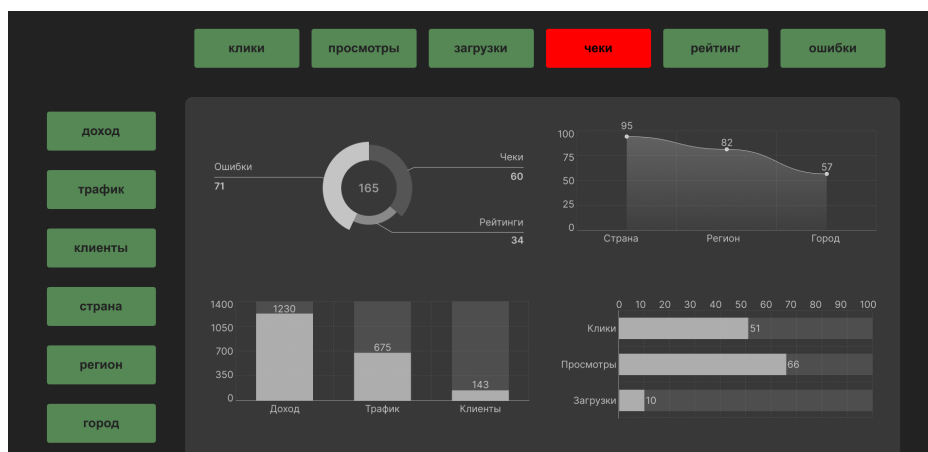 клики
просмотры
загрузки
чеки
рейтинг
ошибки
доход
трафик
клиенты
страна
регион
город
Ошибки
71
165
Чеки
60
Рейтинги
34
100
75
50
25
0
95
82
57
Страна
Регион
Город
1400
1050
700
350
0
1230
675
143
Доход
Трафик
Клиенты
0 10 20 30 40 50 60 70 80 90 100
Клики
51
Просмотры
66
Загрузки
10